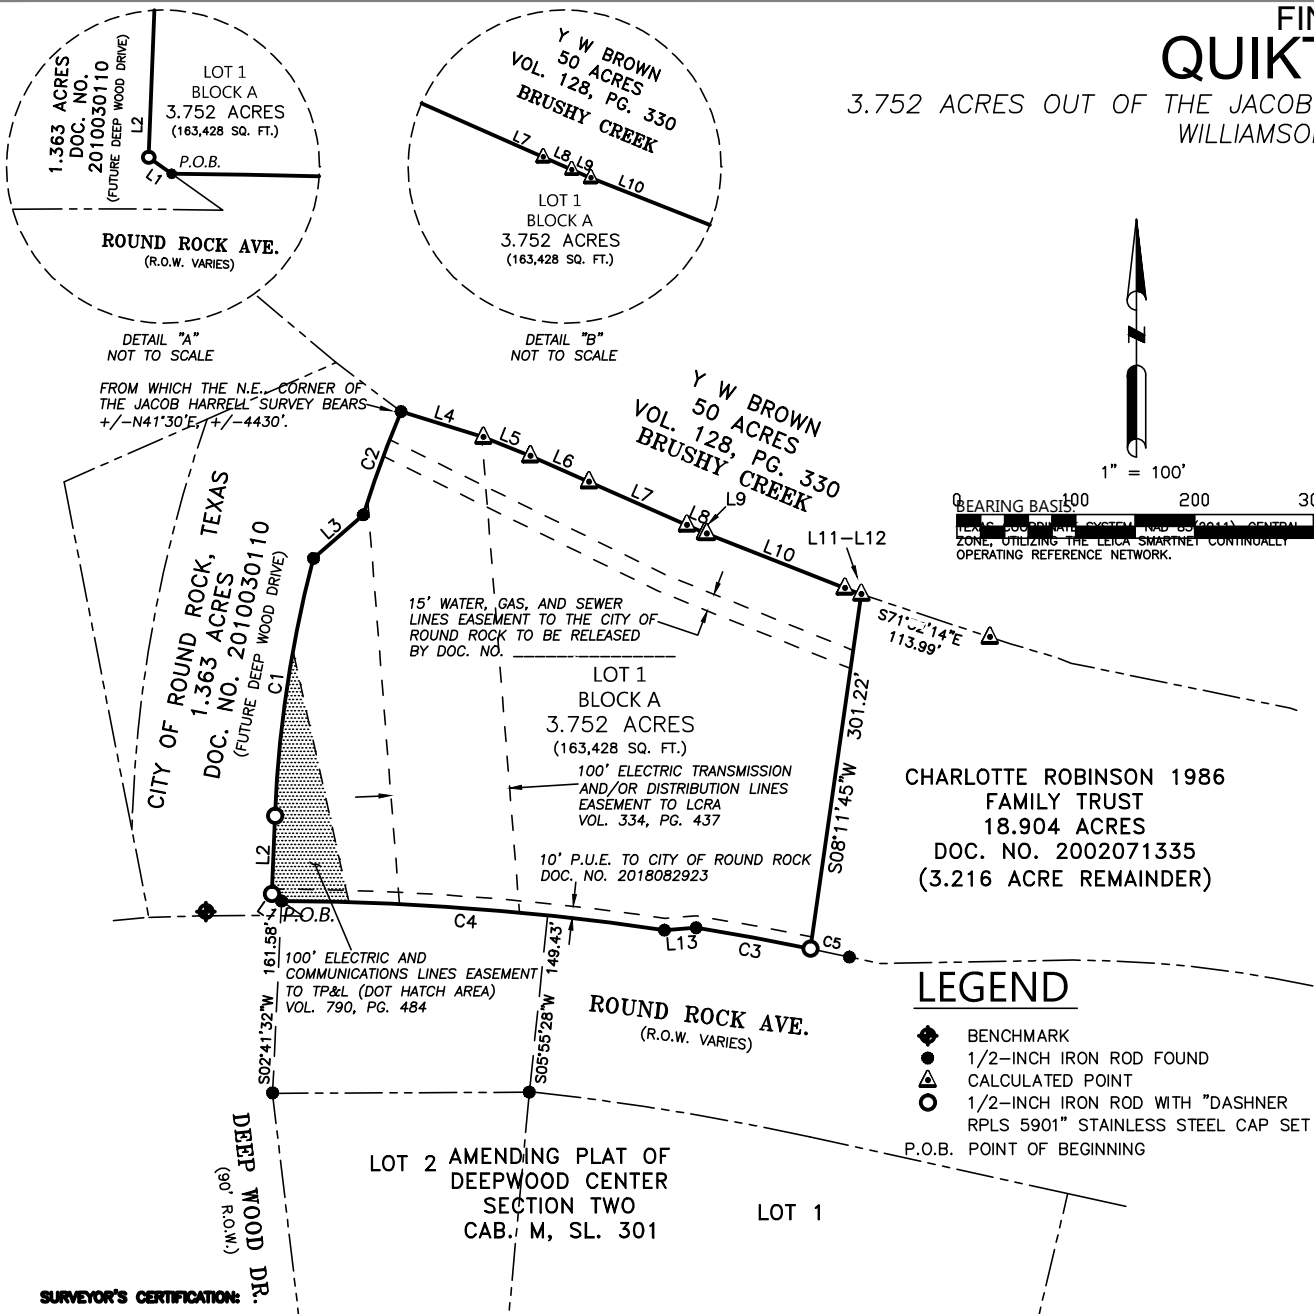 FIN
QUIKT
3.752 ACRES OUT OF THE JACOB
WILLIAMSON
1.363 ACRES
DOC. NO.
2010030110
(FUTURE DEEP WOOD DRIVE)
L2
LOT 1
BLOCK A
3.752 ACRES
(163,428 SQ. FT.)
P.O.B.
L1
ROUND ROCK AVE.
(R.O.W. VARIES)
DETAIL "A"
NOT TO SCALE
Y W BROWN
50 ACRES
VOL. 128, PG. 330
BRUSHY CREEK
L7
L8
L9
L10
LOT 1
BLOCK A
3.752 ACRES
(163,428 SQ. FT.)
DETAIL "B"
NOT TO SCALE
FROM WHICH THE N.E., CORNER OF
THE JACOB HARRELL SURVEY BEARS
+/-N41°30'E, +/-4430'.
1" = 100'
0 100 200 30
BEARING BASIS:
TEXAS COORDINATE SYSTEM, NAD 83(2011), CENTRAL
ZONE, UTILIZING THE LEICA SMARTNET CONTINUALLY
OPERATING REFERENCE NETWORK.
Y W BROWN
50 ACRES
VOL. 128, PG. 330
BRUSHY CREEK
L4
L5
L6
L7
L8
L9
L10
L11-L12
C2
L3
C1
L2
S71° 14"E
113.99'
CITY OF ROUND ROCK, TEXAS
1.363 ACRES
DOC. NO. 2010030110
(FUTURE DEEP WOOD DRIVE)
15' WATER, GAS, AND SEWER
LINES EASEMENT TO THE CITY OF
ROUND ROCK TO BE RELEASED
BY DOC. NO. ________________
LOT 1
BLOCK A
3.752 ACRES
(163,428 SQ. FT.)
100' ELECTRIC TRANSMISSION
AND/OR DISTRIBUTION LINES
EASEMENT TO LCRA
VOL. 334, PG. 437
S08°11'45"W 301.22'
CHARLOTTE ROBINSON 1986
FAMILY TRUST
18.904 ACRES
DOC. NO. 2002071335
(3.216 ACRE REMAINDER)
10' P.U.E. TO CITY OF ROUND ROCK
DOC. NO. 2018082923
P.O.B.
C4
L13
C3
C5
100' ELECTRIC AND
COMMUNICATIONS LINES EASEMENT
TO TP&L (DOT HATCH AREA)
VOL. 790, PG. 484
S02°41'32"W 161.58'
S05°55'28"W 149.43'
ROUND ROCK AVE.
(R.O.W. VARIES)
LEGEND
BENCHMARK
1/2-INCH IRON ROD FOUND
CALCULATED POINT
1/2-INCH IRON ROD WITH "DASHNER
RPLS 5901" STAINLESS STEEL CAP SET
P.O.B. POINT OF BEGINNING
DEEP WOOD DR.
(90' R.O.W.)
LOT 2
AMENDING PLAT OF
DEEPWOOD CENTER
SECTION TWO
CAB. M, SL. 301
LOT 1
SURVEYOR'S CERTIFICATION: